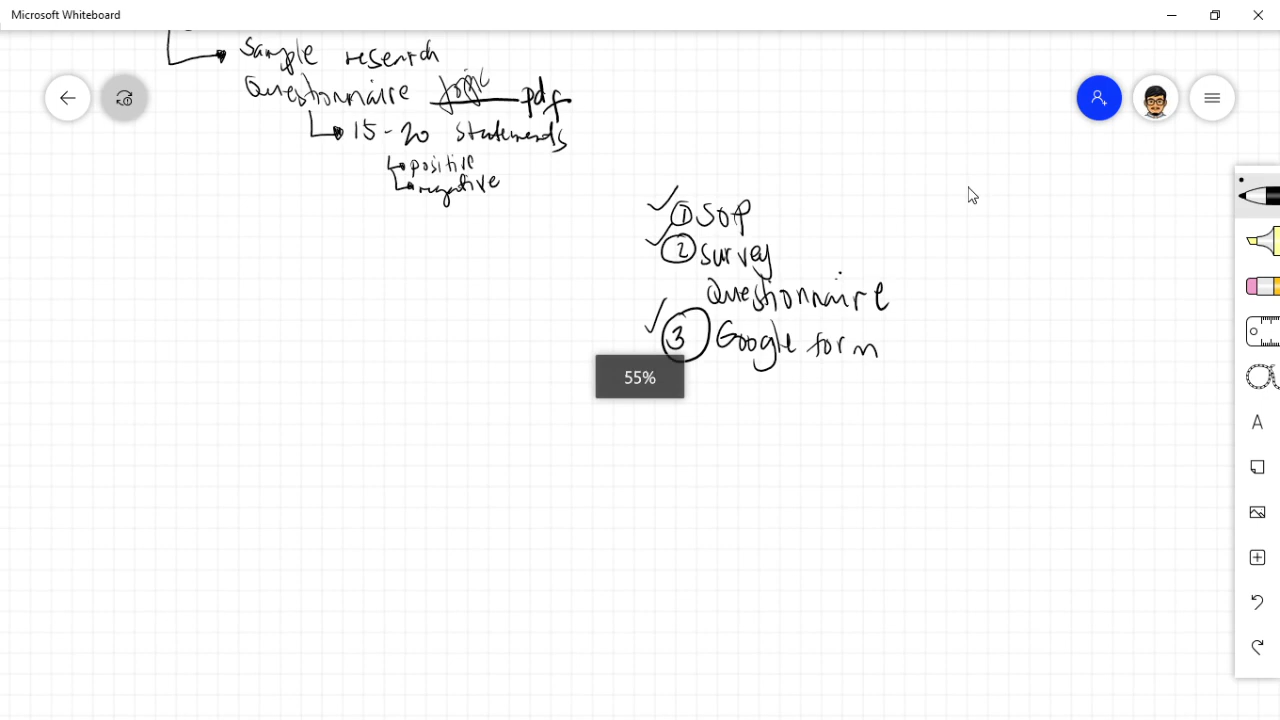 Microsoft Whiteboard
Sample research
Questionnaire topic pdf
15-20 statements
positive
negative
① SOP
② survey
Questionnaire
③ Google form
55%
A